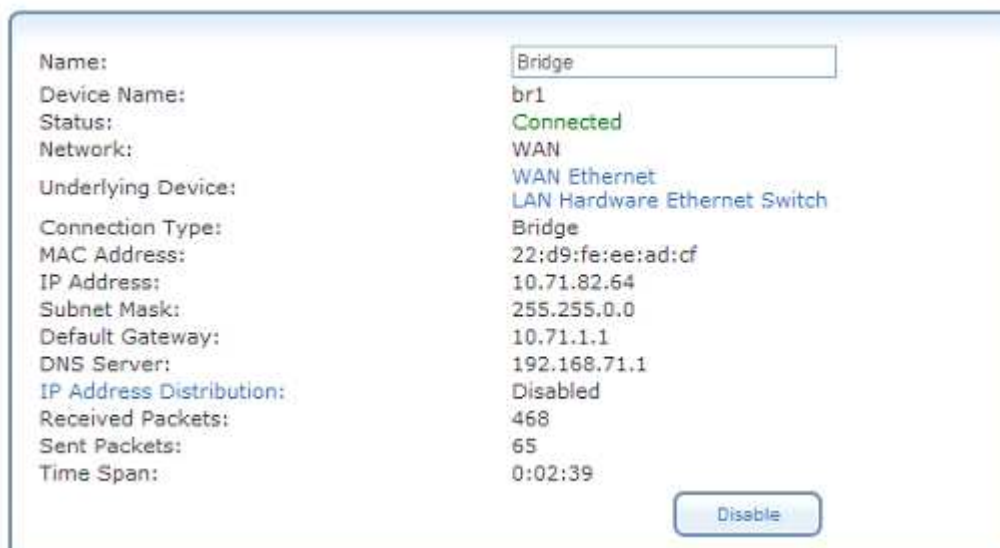 Name: Bridge
Device Name: br1
Status: Connected
Network: WAN
Underlying Device: WAN Ethernet
LAN Hardware Ethernet Switch
Connection Type: Bridge
MAC Address: 22:d9:fe:ee:ad:cf
IP Address: 10.71.82.64
Subnet Mask: 255.255.0.0
Default Gateway: 10.71.1.1
DNS Server: 192.168.71.1
IP Address Distribution: Disabled
Received Packets: 468
Sent Packets: 65
Time Span: 0:02:39
Disable